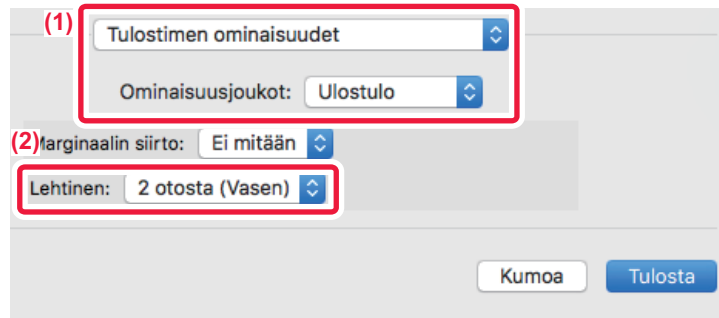 (1)
Tulostimen ominaisuudet
Ominaisuusjoukot: Ulostulo
(2)
Marginaalin siirto: Ei mitään
Lehtinen: 2 otosta (Vasen)
Kumoa Tulosta